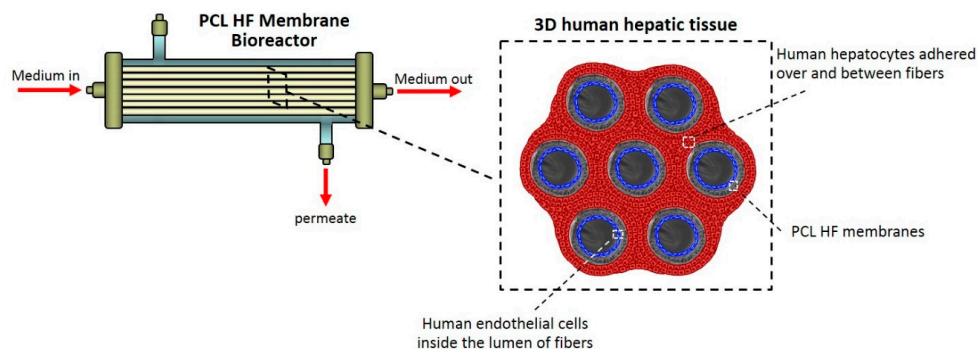 PCL HF Membrane
Bioreactor
Medium in
Medium out
permeate
3D human hepatic tissue
Human hepatocytes adhered
over and between fibers
PCL HF membranes
Human endothelial cells
inside the lumen of fibers